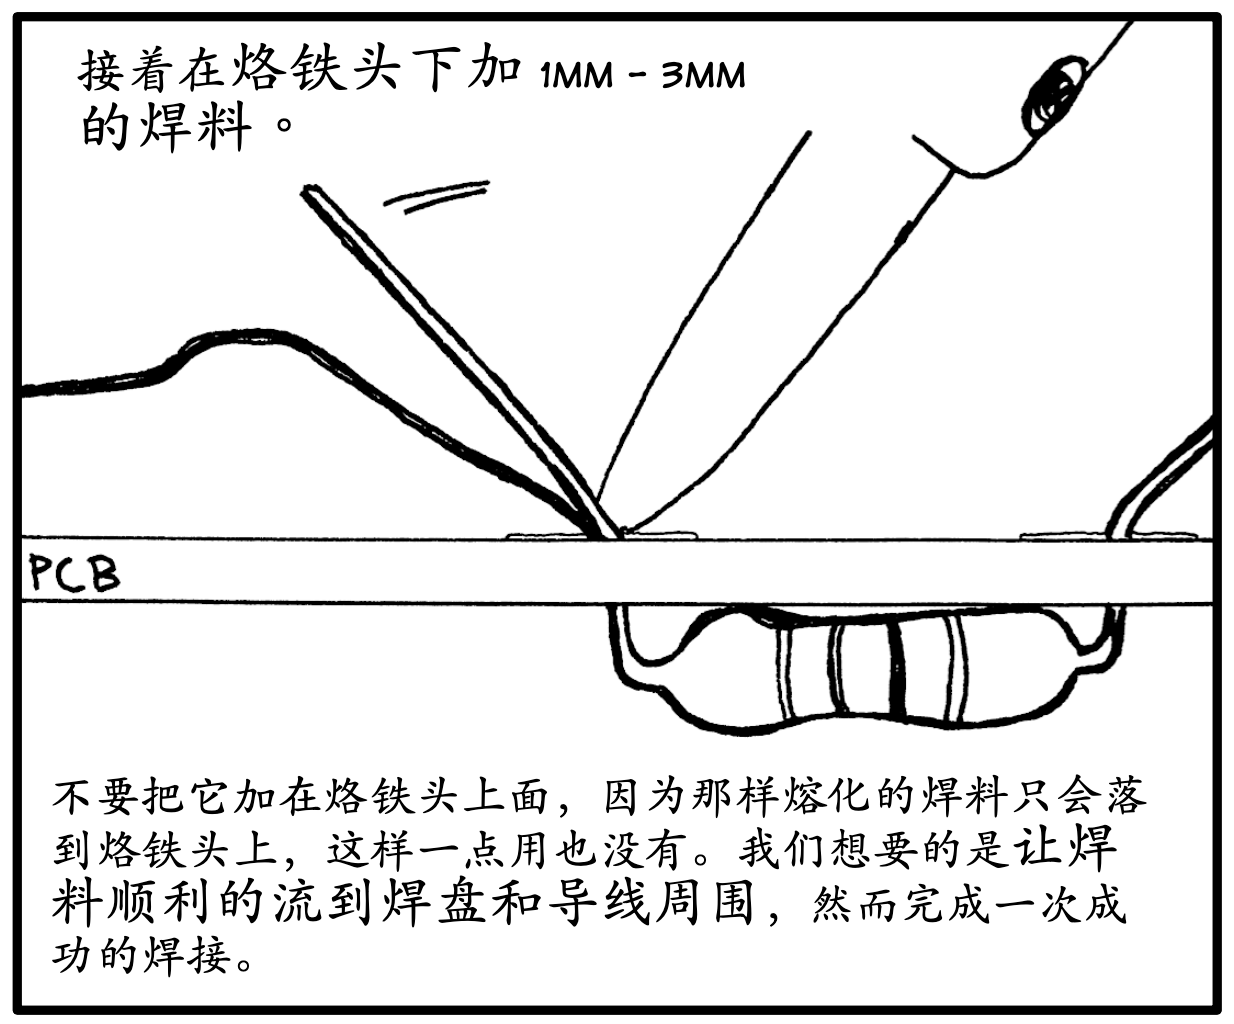 接着在烙铁头下加 1MM - 3MM
的焊料。
PCB
不要把它加在烙铁头上面，因为那样熔化的焊料只会落
到烙铁头上，这样一点用也没有。我们想要的是让焊
料顺利的流到焊盘和导线周围，然而完成一次成
功的焊接。